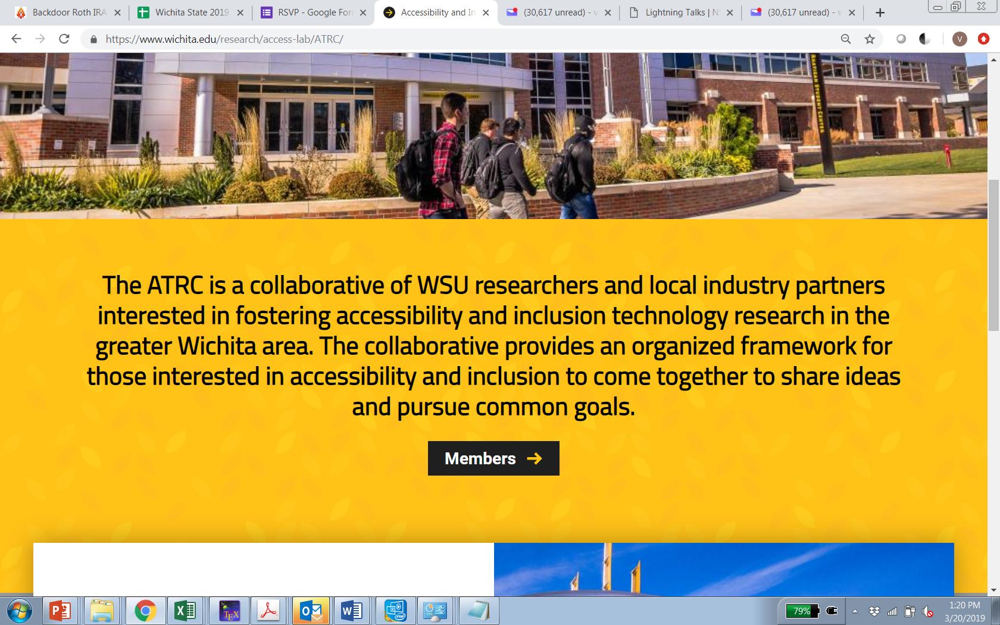 Backdoor Roth IRA
Wichita State 2019
RSVP - Google For
Accessibility and In
(30,617 unread) - v
Lightning Talks | N
(30,617 unread) - v
https://www.wichita.edu/research/access-lab/ATRC/
V
RHATIGAN STUDENT CENTER
The ATRC is a collaborative of WSU researchers and local industry partners
interested in fostering accessibility and inclusion technology research in the
greater Wichita area. The collaborative provides an organized framework for
those interested in accessibility and inclusion to come together to share ideas
and pursue common goals.
Members
79%
1:20 PM
3/20/2019